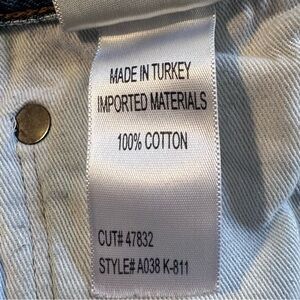 MADE IN TURKEY
IMPORTED MATERIALS
100% COTTON
CUT# 47832
STYLE# A038 K-811